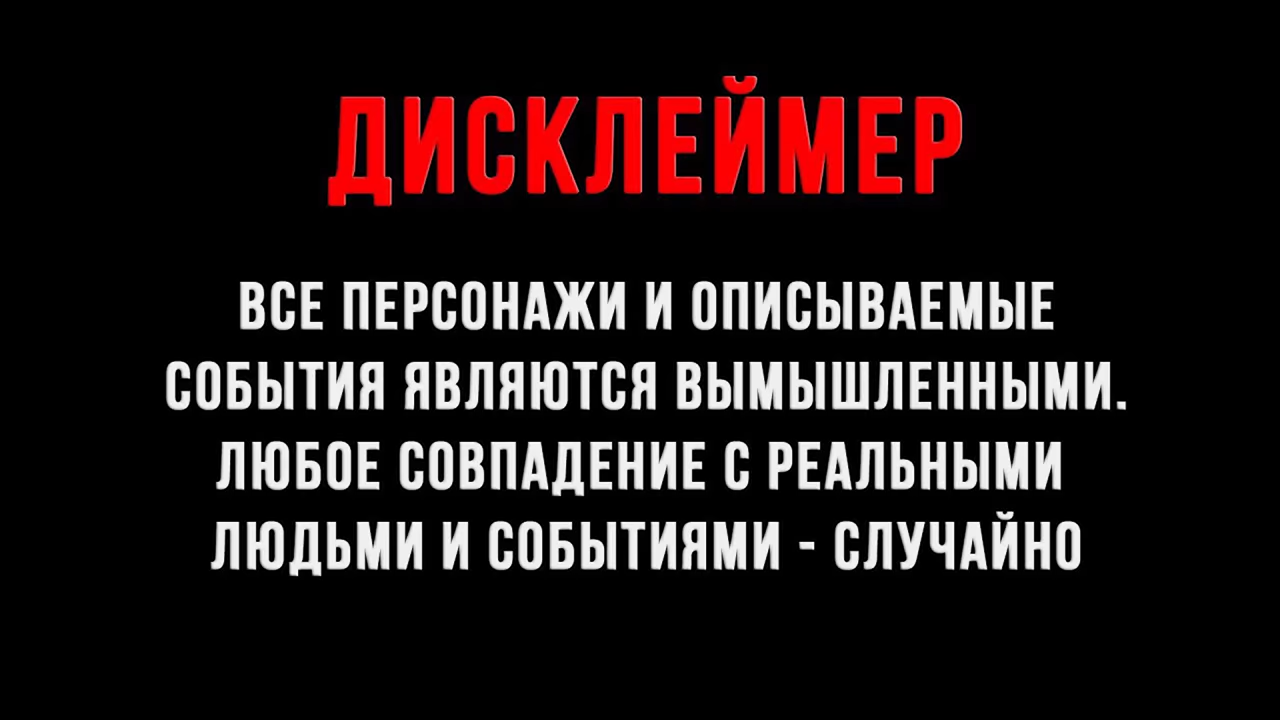 ДИСКЛЕЙМЕР
ВСЕ ПЕРСОНАЖИ И ОПИСЫВАЕМЫЕ
СОБЫТИЯ ЯВЛЯЮТСЯ ВЫМЫШЛЕННЫМИ.
ЛЮБОЕ СОВПАДЕНИЕ С РЕАЛЬНЫМИ
ЛЮДЬМИ И СОБЫТИЯМИ - СЛУЧАЙНО